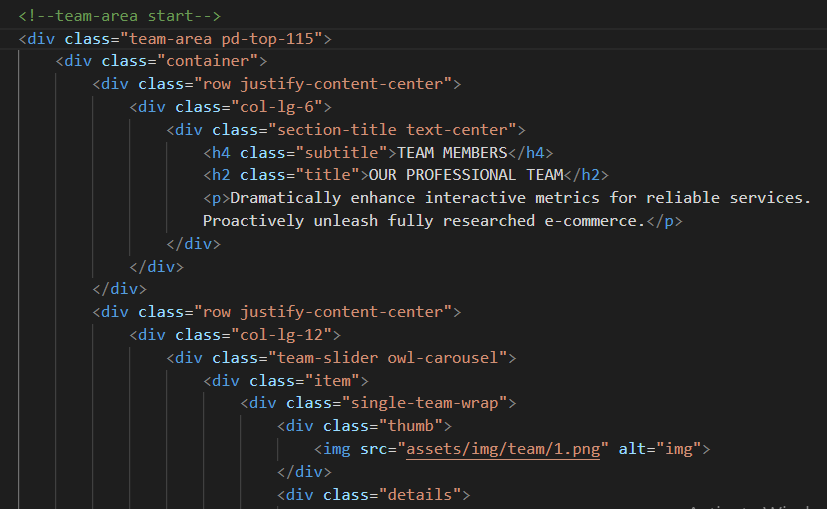 <!--team-area start-->
<div class="team-area pd-top-115">
<div class="container">
<div class="row justify-content-center">
<div class="col-lg-6">
<div class="section-title text-center">
<h4 class="subtitle">TEAM MEMBERS</h4>
<h2 class="title">OUR PROFESSIONAL TEAM</h2>
<p>Dramatically enhance interactive metrics for reliable services.
Proactively unleash fully researched e-commerce.</p>
</div>
</div>
</div>
<div class="row justify-content-center">
<div class="col-lg-12">
<div class="team-slider owl-carousel">
<div class="item">
<div class="single-team-wrap">
<div class="thumb">
<img src="assets/img/team/1.png" alt="img">
</div>
<div class="details">